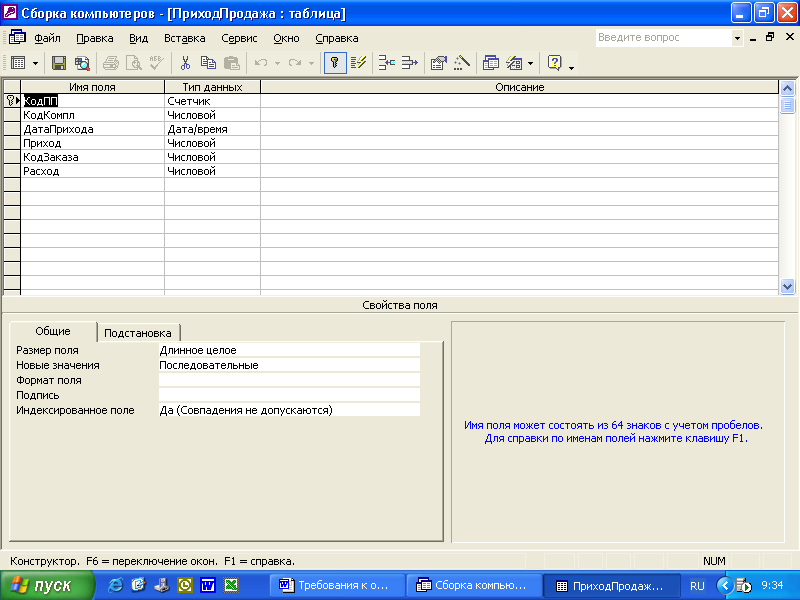 Сборка компьютеров - [ПриходПродажа : таблица]
Файл Правка Вид Вставка Сервис Окно Справка Введите вопрос
Имя поля Тип данных Описание
КодПП Счетчик
КодКомпл Числовой
ДатаПрихода Дата/время
Приход Числовой
КодЗаказа Числовой
Расход Числовой
Свойства поля
Общие Подстановка
Размер поля Длинное целое
Новые значения Последовательные
Формат поля
Подпись
Индексированное поле Да (Совпадения не допускаются)
Имя поля может состоять из 64 знаков с учетом пробелов.
Для справки по именам полей нажмите клавишу F1.
Конструктор. F6 = переключение окон. F1 = справка. NUM
пуск Требования к о... Сборка компью... ПриходПродаж... RU 9:34